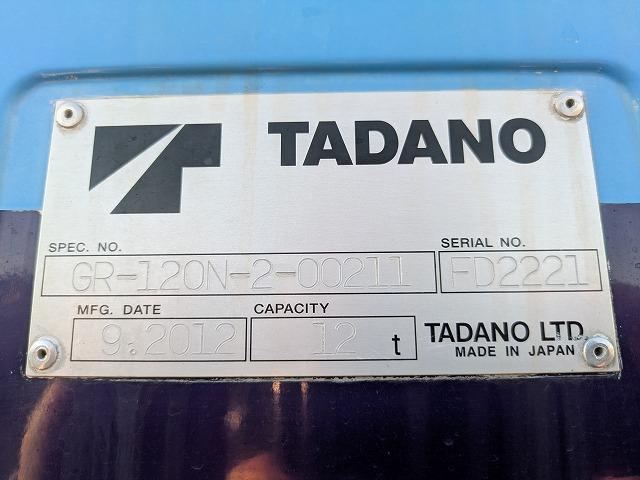 TADANO
SPEC. NO. SERIAL NO.
GR-120N-2-00211 FD2221
MFG. DATE CAPACITY
9:2012 12 t TADANO LTD.
MADE IN JAPAN